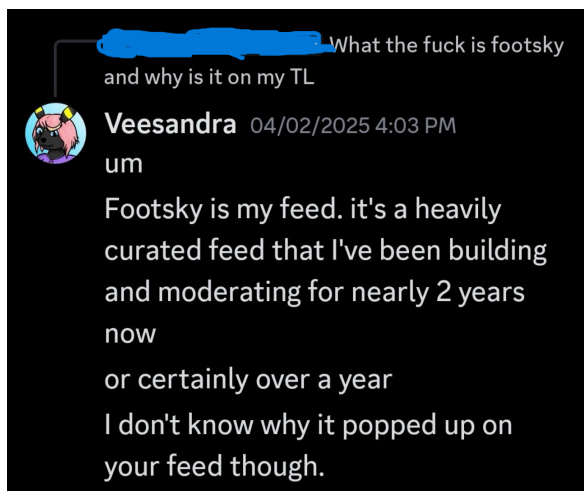 What the fuck is footsky
and why is it on my TL
Veesandra 04/02/2025 4:03 PM
um
Footsky is my feed. it's a heavily
curated feed that I've been building
and moderating for nearly 2 years
now
or certainly over a year
I don't know why it popped up on
your feed though.